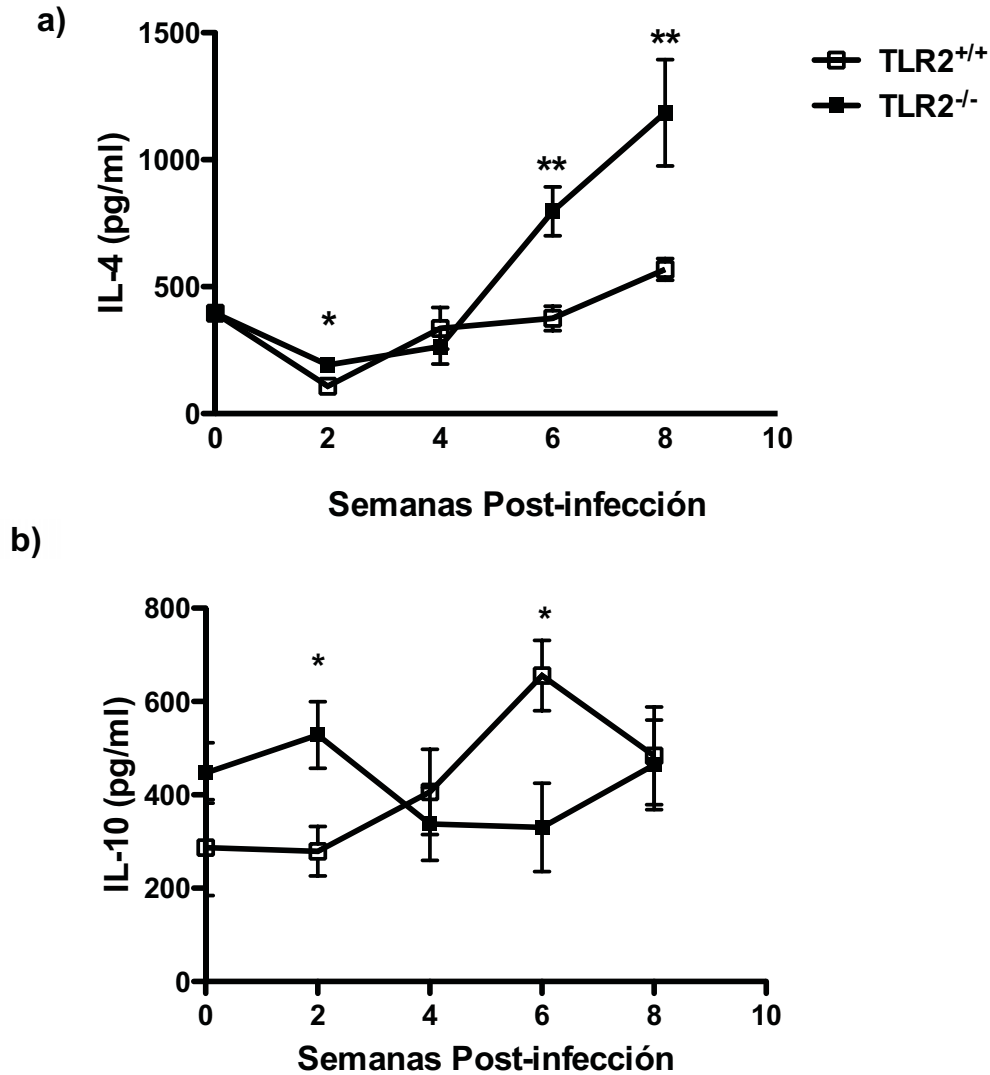 a)
1500
1000
500
0
IL-4 (pg/ml)
*
**
**
0 2 4 6 8 10
Semanas Post-infección
TLR2+/+
TLR2-/-
b)
800
600
400
200
0
IL-10 (pg/ml)
*
*
0 2 4 6 8 10
Semanas Post-infección